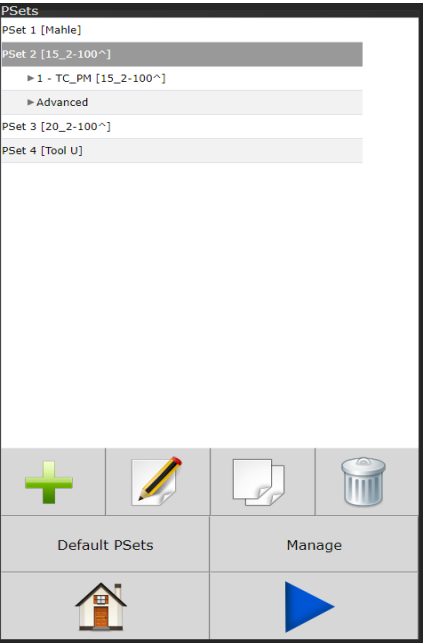 PSets
PSet 1 [Mahle]
PSet 2 [15_2-100^]
1 - TC_PM [15_2-100^]
Advanced
PSet 3 [20_2-100^]
PSet 4 [Tool U]
Default PSets
Manage